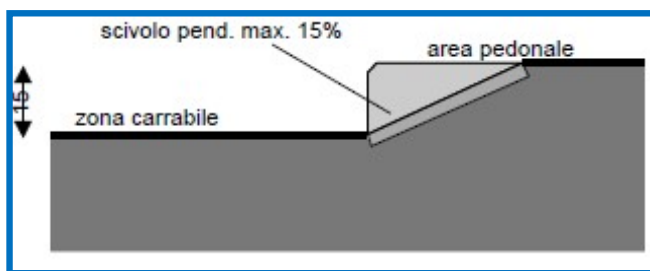 scivolo pend. max. 15%
area pedonale
15
zona carrabile